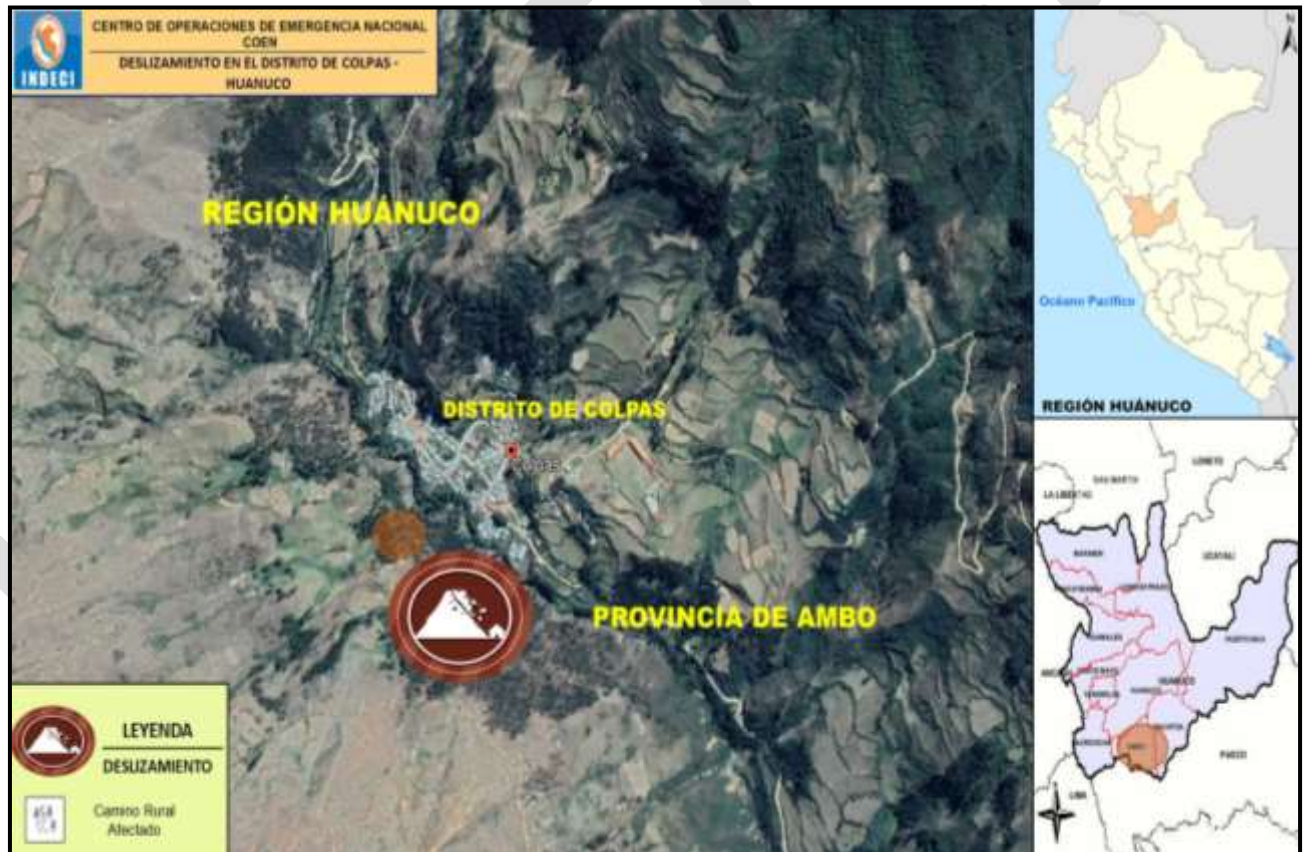 INDECI
CENTRO DE OPERACIONES DE EMERGENCIA NACIONAL
COEN
DESLIZAMIENTO EN EL DISTRITO DE COLPAS -
HUANUCO
REGIÓN HUÁNUCO
DISTRITO DE COLPAS
PROVINCIA DE AMBO
LEYENDA
DESLIZAMIENTO
Camino Rural
Afectado
N
Océano Pacífico
REGIÓN HUÁNUCO
LORETO
SAN MARTIN
LA LIBERTAD
UCAYALI
HUANUCO
PASCO
LIMA